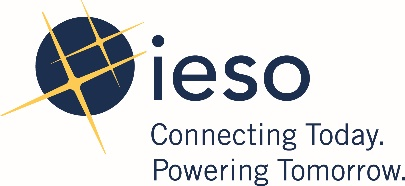 ieso
Connecting Today.
Powering Tomorrow.